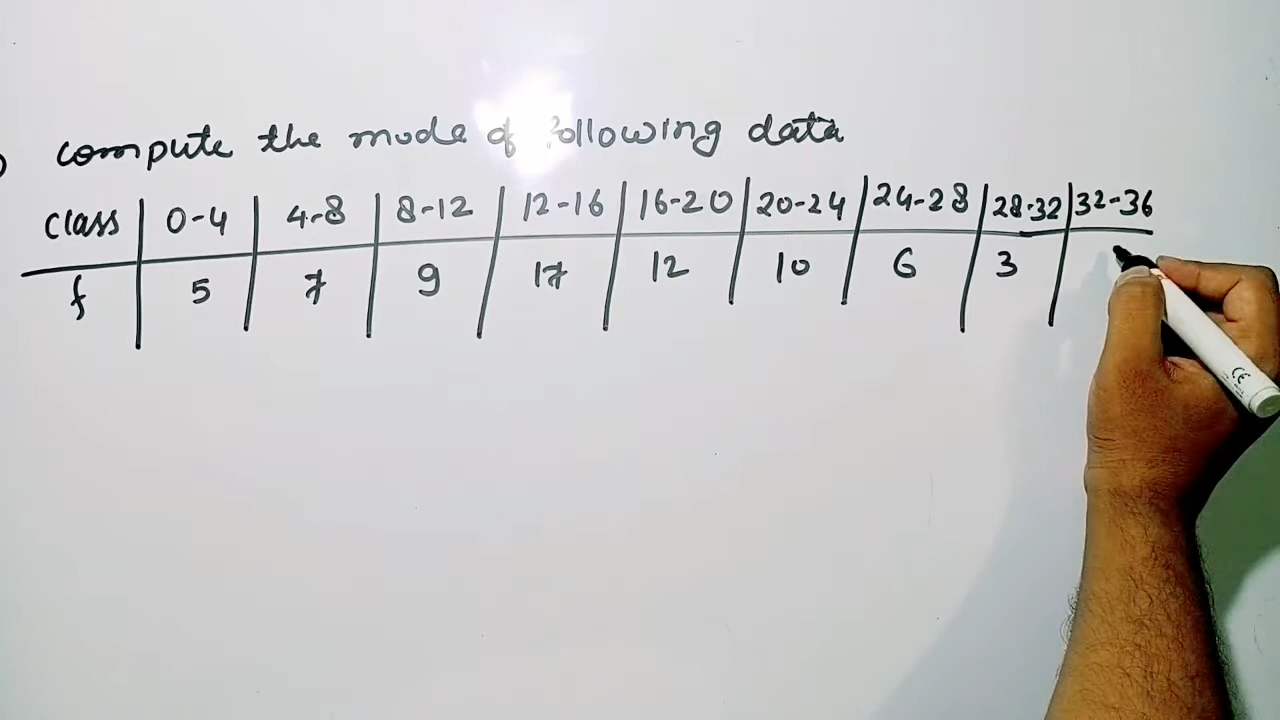 compute the mode of following data
class 0-4 4-8 8-12 12-16 16-20 20-24 24-28 28-32 32-36
f 5 7 9 17 12 10 6 3
CE